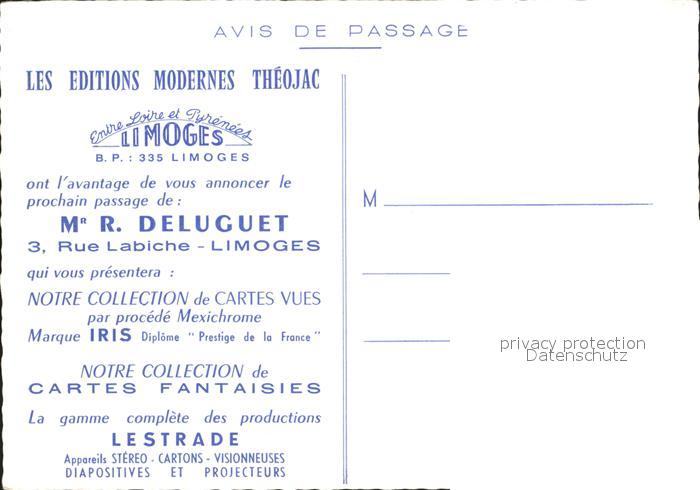 AVIS DE PASSAGE
LES EDITIONS MODERNES THÉOJAC
Entre Loire et Pyrénées
LIMOGES
B. P. : 335 LIMOGES
ont l'avantage de vous annoncer le
prochain passage de :
Mr R. DELUGUET
3, Rue Labiche - LIMOGES
qui vous présentera :
NOTRE COLLECTION de CARTES VUES
par procédé Mexichrome
Marque IRIS Diplôme " Prestige de la France "
NOTRE COLLECTION de
CARTES FANTAISIES
La gamme complète des productions
LESTRADE
Appareils STÉREO - CARTONS - VISIONNEUSES
DIAPOSITIVES ET PROJECTEURS
M
privacy protection
Datenschutz